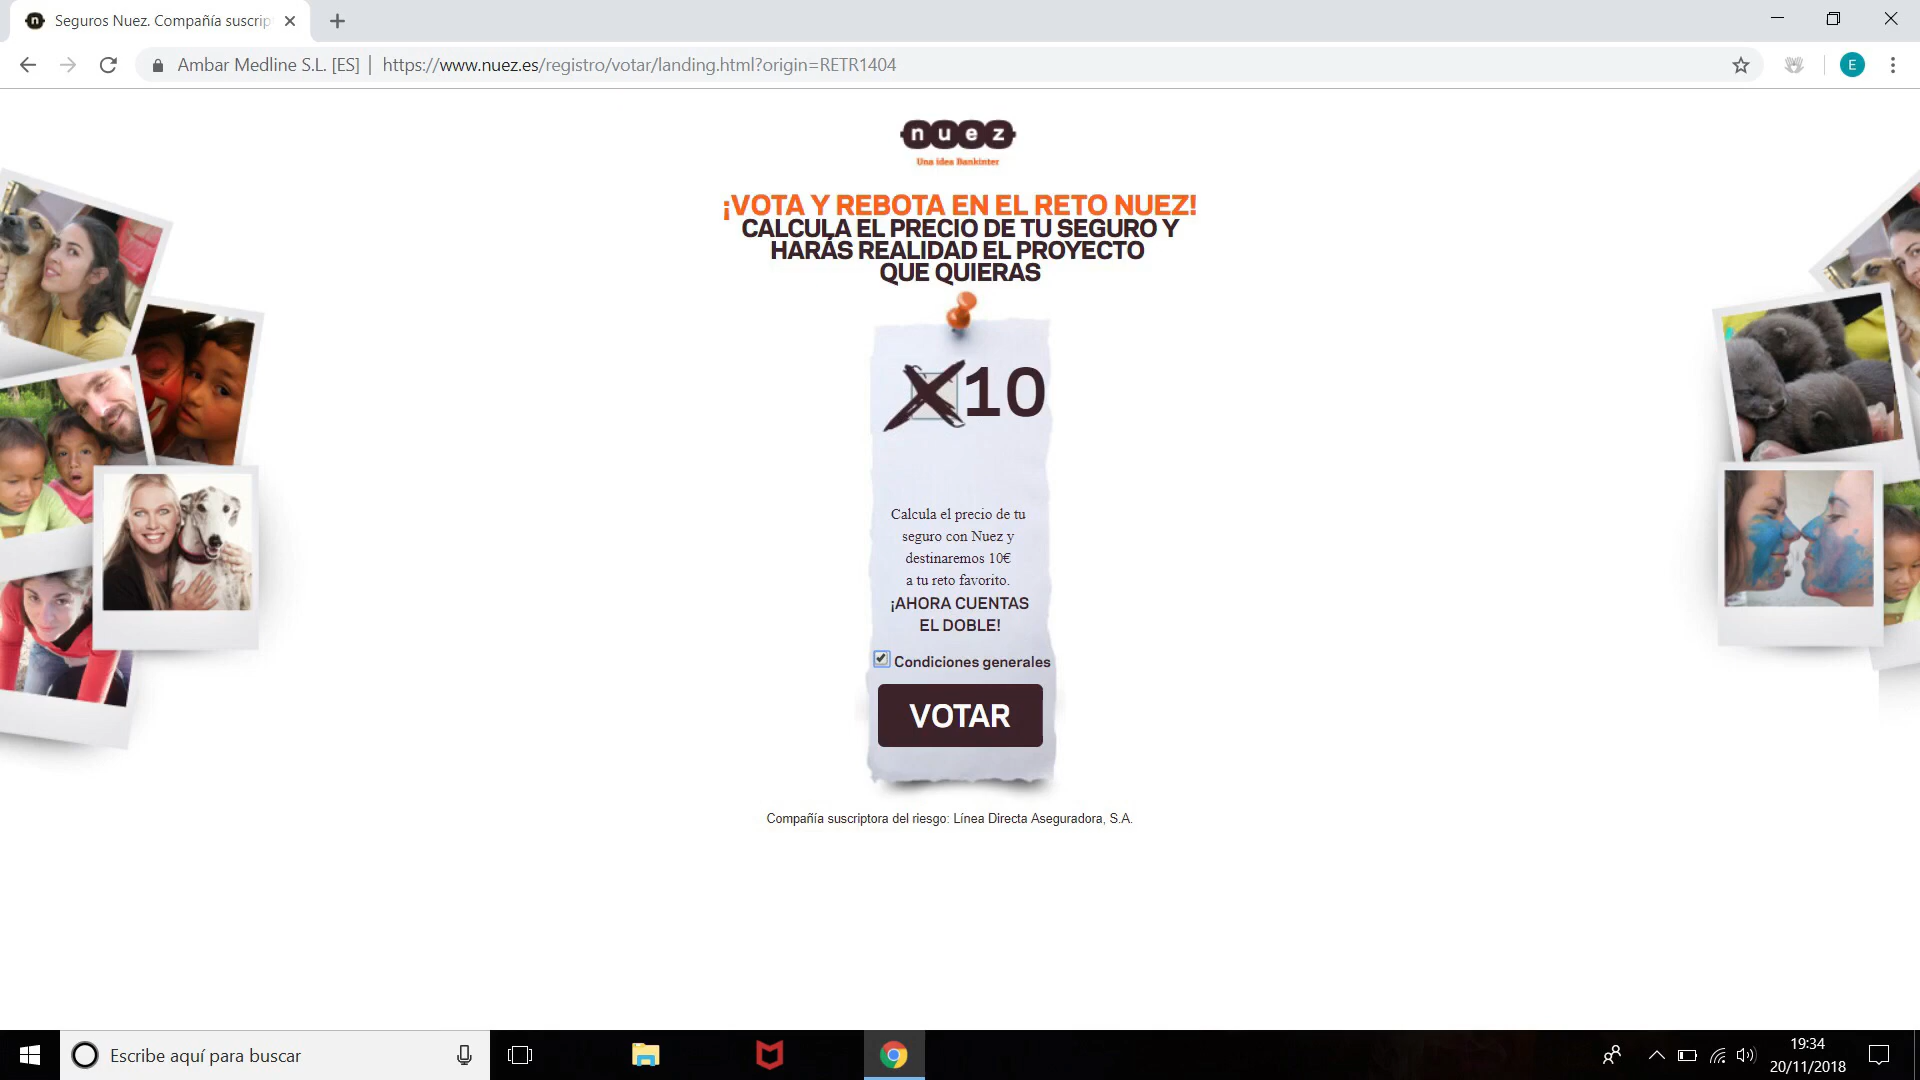 Seguros Nuez. Compañía suscrip
Ambar Medline S.L. [ES] | https://www.nuez.es/registro/votar/landing.html?origin=RETR1404
E
nuez
Una idea Bankinter
¡VOTA Y REBOTA EN EL RETO NUEZ!
CALCULA EL PRECIO DE TU SEGURO Y
HARÁS REALIDAD EL PROYECTO
QUE QUIERAS
X10
Calcula el precio de tu
seguro con Nuez y
destinaremos 10€
a tu reto favorito.
¡AHORA CUENTAS
EL DOBLE!
Condiciones generales
VOTAR
Compañía suscriptora del riesgo: Línea Directa Aseguradora, S.A.
Escribe aquí para buscar
19:34
20/11/2018